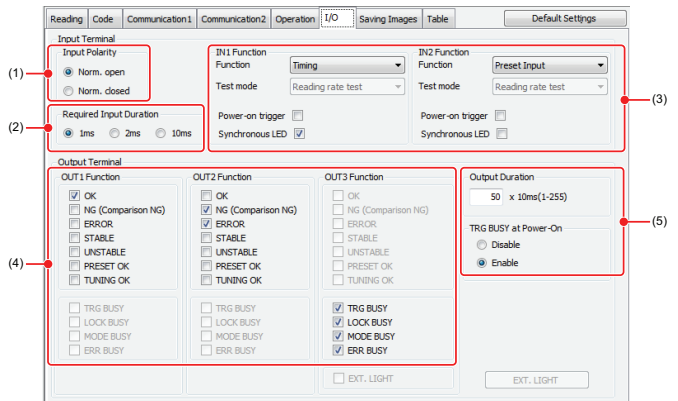 Reading Code Communication1 Communication2 Operation I/O Saving Images Table Default Settings
Input Terminal
Input Polarity
Norm. open
Norm. closed
(1)
Required Input Duration
1ms 2ms 10ms
(2)
IN1 Function
Function Timing
Test mode Reading rate test
Power-on trigger
Synchronous LED
IN2 Function
Function Preset Input
Test mode Reading rate test
Power-on trigger
Synchronous LED
(3)
Output Terminal
OUT1 Function
OK
NG (Comparison NG)
ERROR
STABLE
UNSTABLE
PRESET OK
TUNING OK
TRG BUSY
LOCK BUSY
MODE BUSY
ERR BUSY
(4)
OUT2 Function
OK
NG (Comparison NG)
ERROR
STABLE
UNSTABLE
PRESET OK
TUNING OK
TRG BUSY
LOCK BUSY
MODE BUSY
ERR BUSY
OUT3 Function
OK
NG (Comparison NG)
ERROR
STABLE
UNSTABLE
PRESET OK
TUNING OK
TRG BUSY
LOCK BUSY
MODE BUSY
ERR BUSY
EXT. LIGHT
Output Duration
50 x 10ms(1-255)
TRG BUSY at Power-On
Disable
Enable
(5)
EXT. LIGHT